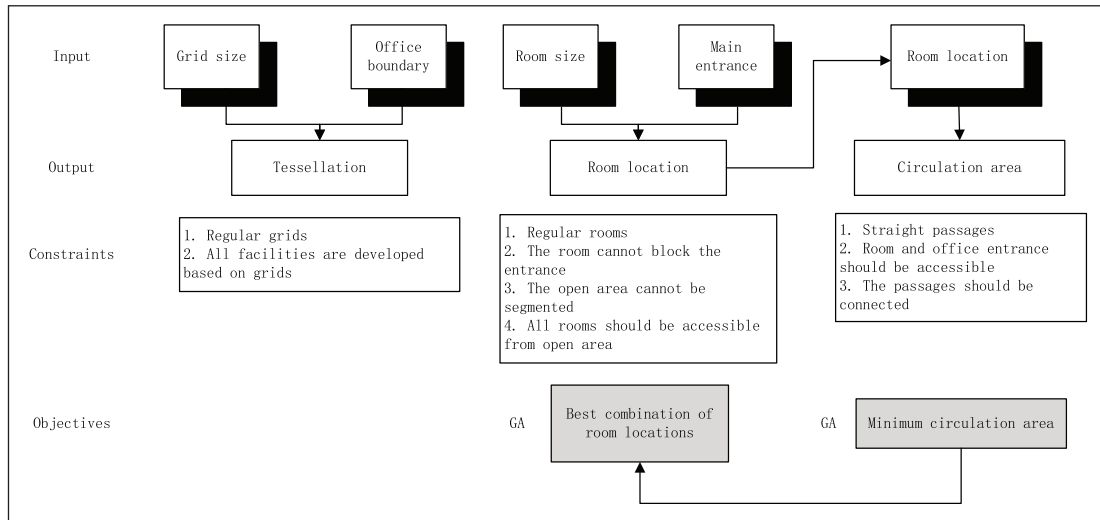 Input
Grid size
Office
boundary
Room size
Main
entrance
Room location
Output
Tessellation
Room location
Circulation area
Constraints
1. Regular grids
2. All facilities are developed
based on grids
1. Regular rooms
2. The room cannot block the
entrance
3. The open area cannot be
segmented
4. All rooms should be accessible
from open area
1. Straight passages
2. Room and office entrance
should be accessible
3. The passages should be
connected
Objectives
GA
Best combination of
room locations
GA
Minimum circulation area